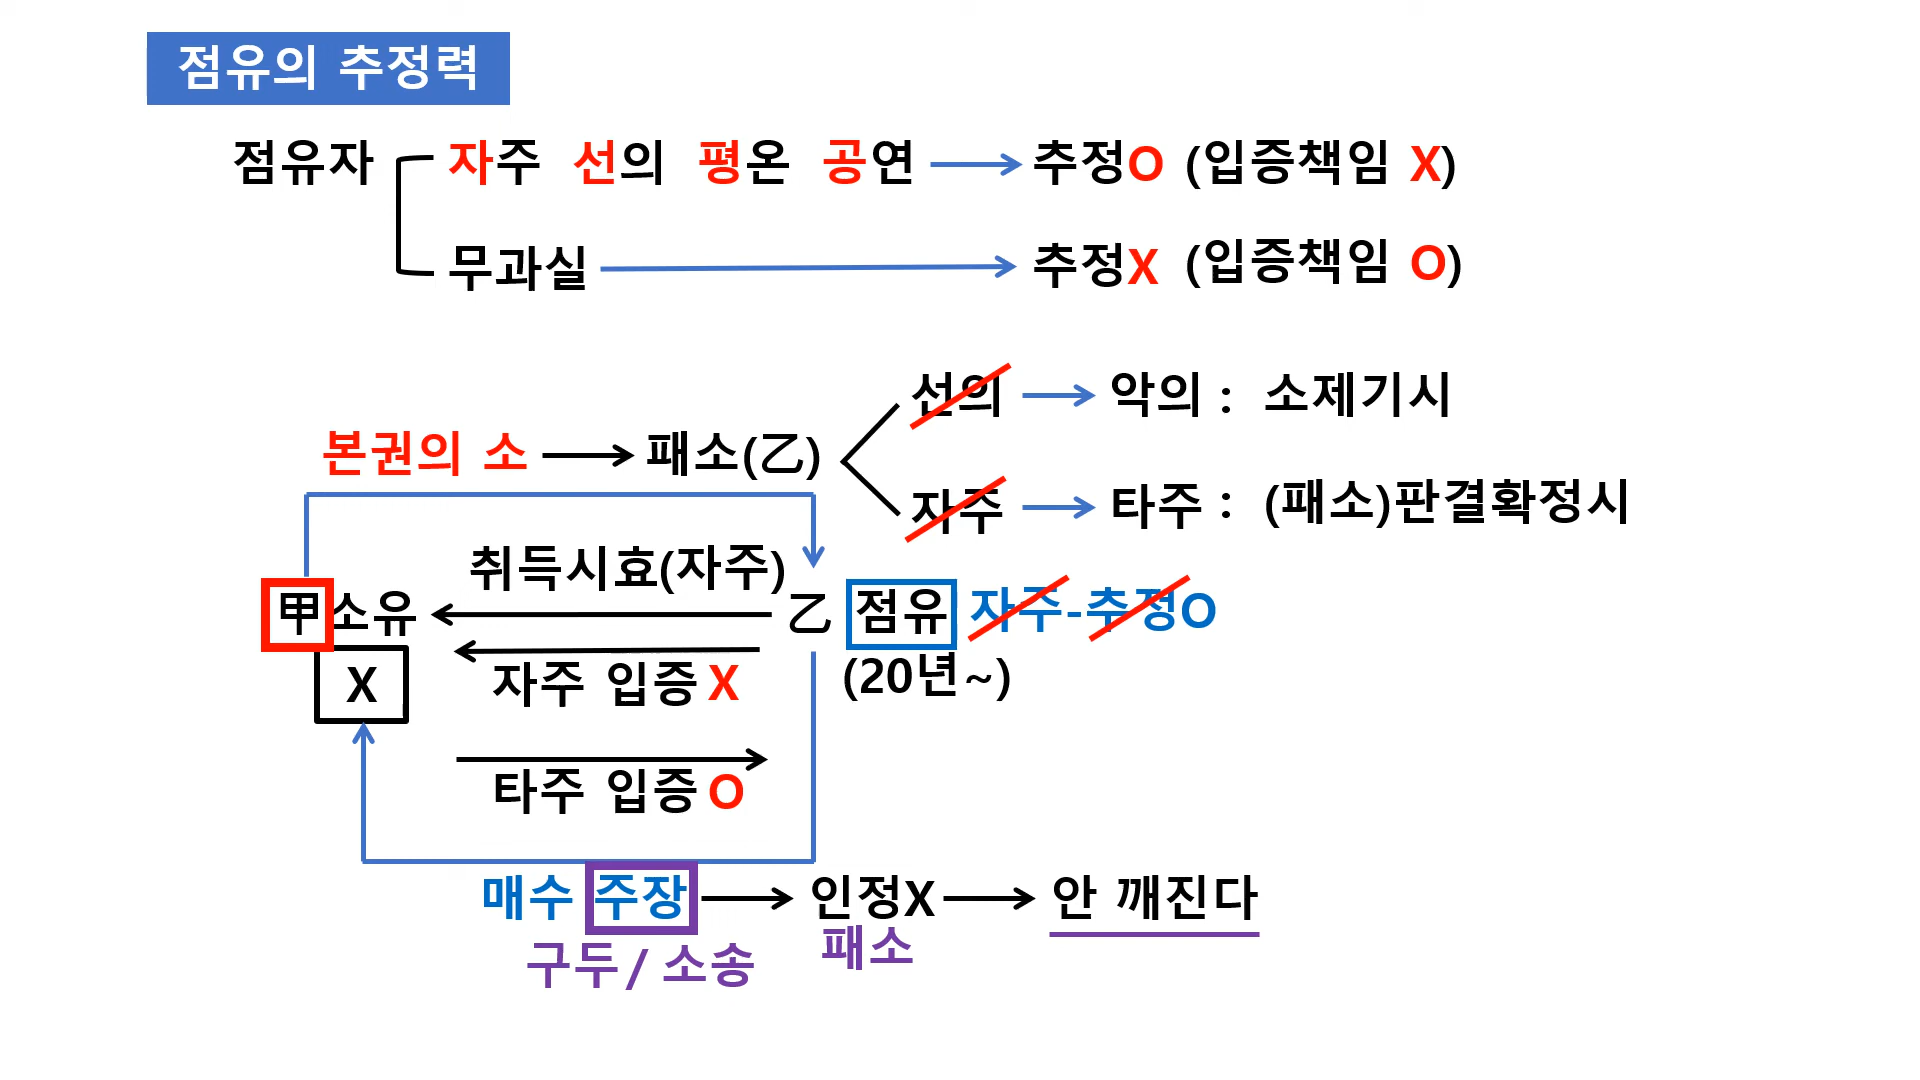 점유의 추정력
점유자 자주 선의 평온 공연 추정O (입증책임 X)
무과실 추정X (입증책임 O)
선의 악의 : 소제기시
본권의 소 패소(乙)
자주 타주 : (패소)판결확정시
취득시효(자주)
甲소유 乙 점유 자주-추정O
X 자주 입증 X (20년~)
타주 입증 O
매수 주장 인정X 안 깨진다
구두/ 소송 패소